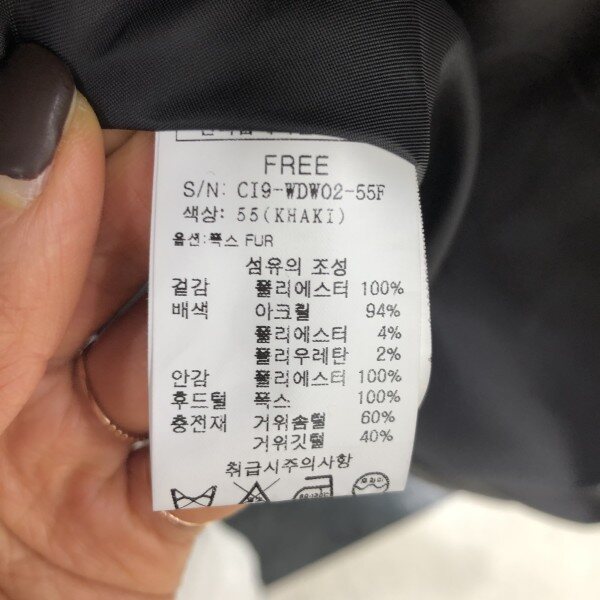 FREE
S/N: CI9-WDW02-55F
색상: 55(KHAKI)
옵션:폭스 FUR
섬유의 조성
겉감 폴리에스터 100%
배색 아크릴 94%
폴리에스터 4%
폴리우레탄 2%
안감 폴리에스터 100%
후드털 폭스 100%
충전재 거위솜털 60%
거위깃털 40%
취급시주의사항